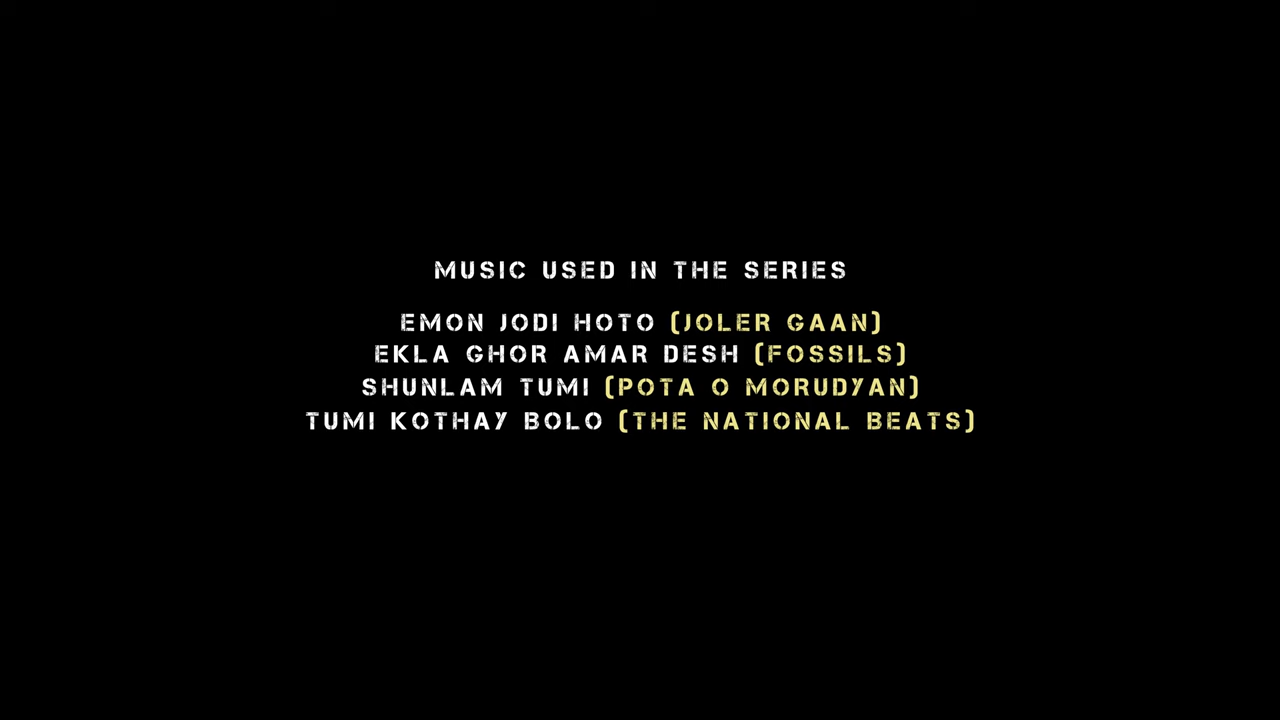 MUSIC USED IN THE SERIES
EMON JODI HOTO (JOLER GAAN)
EKLA GHOR AMAR DESH (FOSSILS)
SHUNLAM TUMI (POTA O MORUDYAN)
TUMI KOTHAY BOLO (THE NATIONAL BEATS)